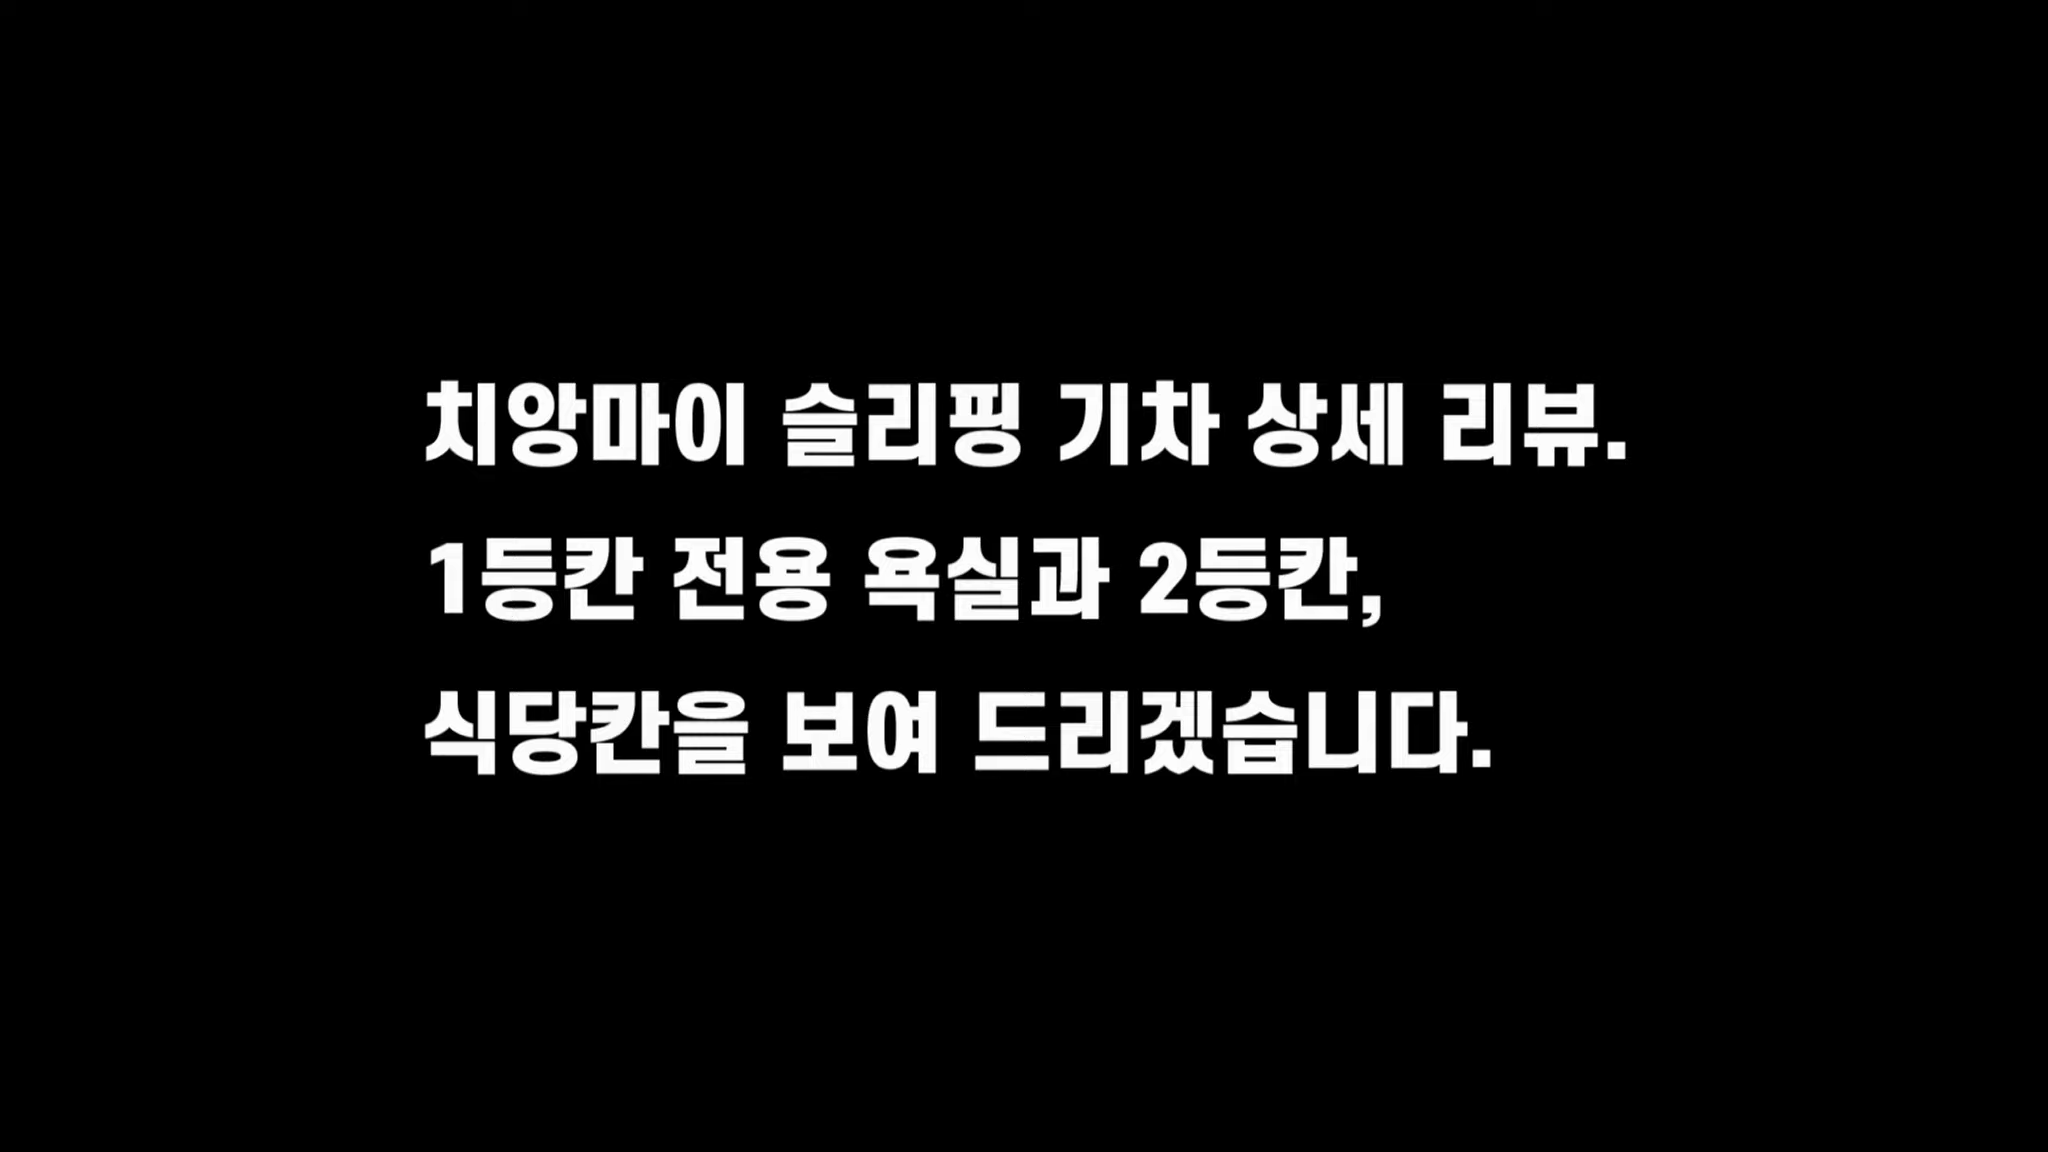 치앙마이 슬리핑 기차 상세 리뷰.
1등칸 전용 욕실과 2등칸,
식당칸을 보여 드리겠습니다.